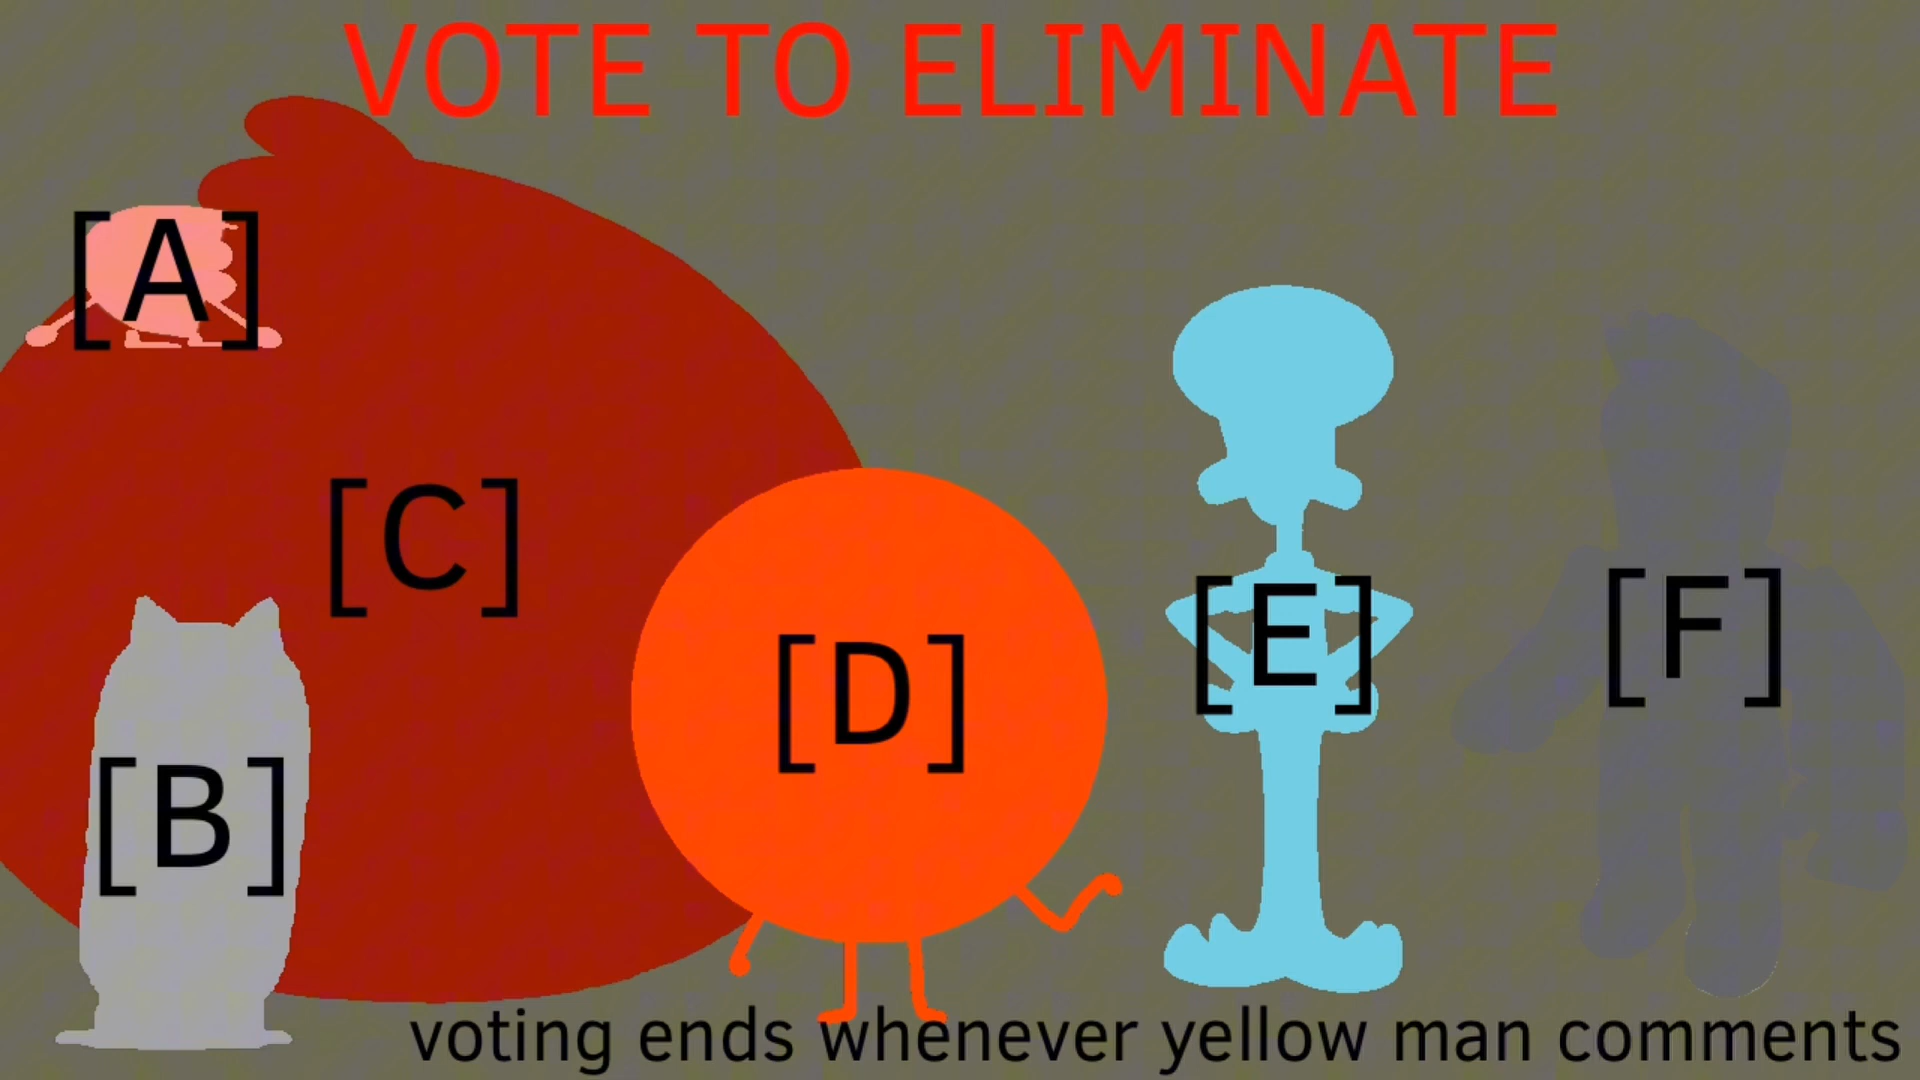 VOTE TO ELIMINATE
[A]
[C]
[E]
[F]
[D]
[B]
voting ends whenever yellow man comments